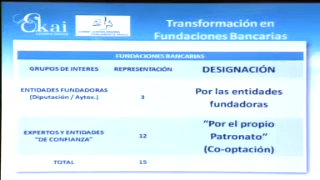 Ekai
Transformación en
Fundaciones Bancarias
FUNDACIONES BANCARIAS
GRUPOS DE INTERES REPRESENTACIÓN DESIGNACIÓN
ENTIDADES FUNDADORAS
(Diputación / Aytos.)
3
Por las entidades
fundadoras
EXPERTOS Y ENTIDADES
"DE CONFIANZA"
12
"Por el propio
Patronato"
(Co-optación)
TOTAL 15